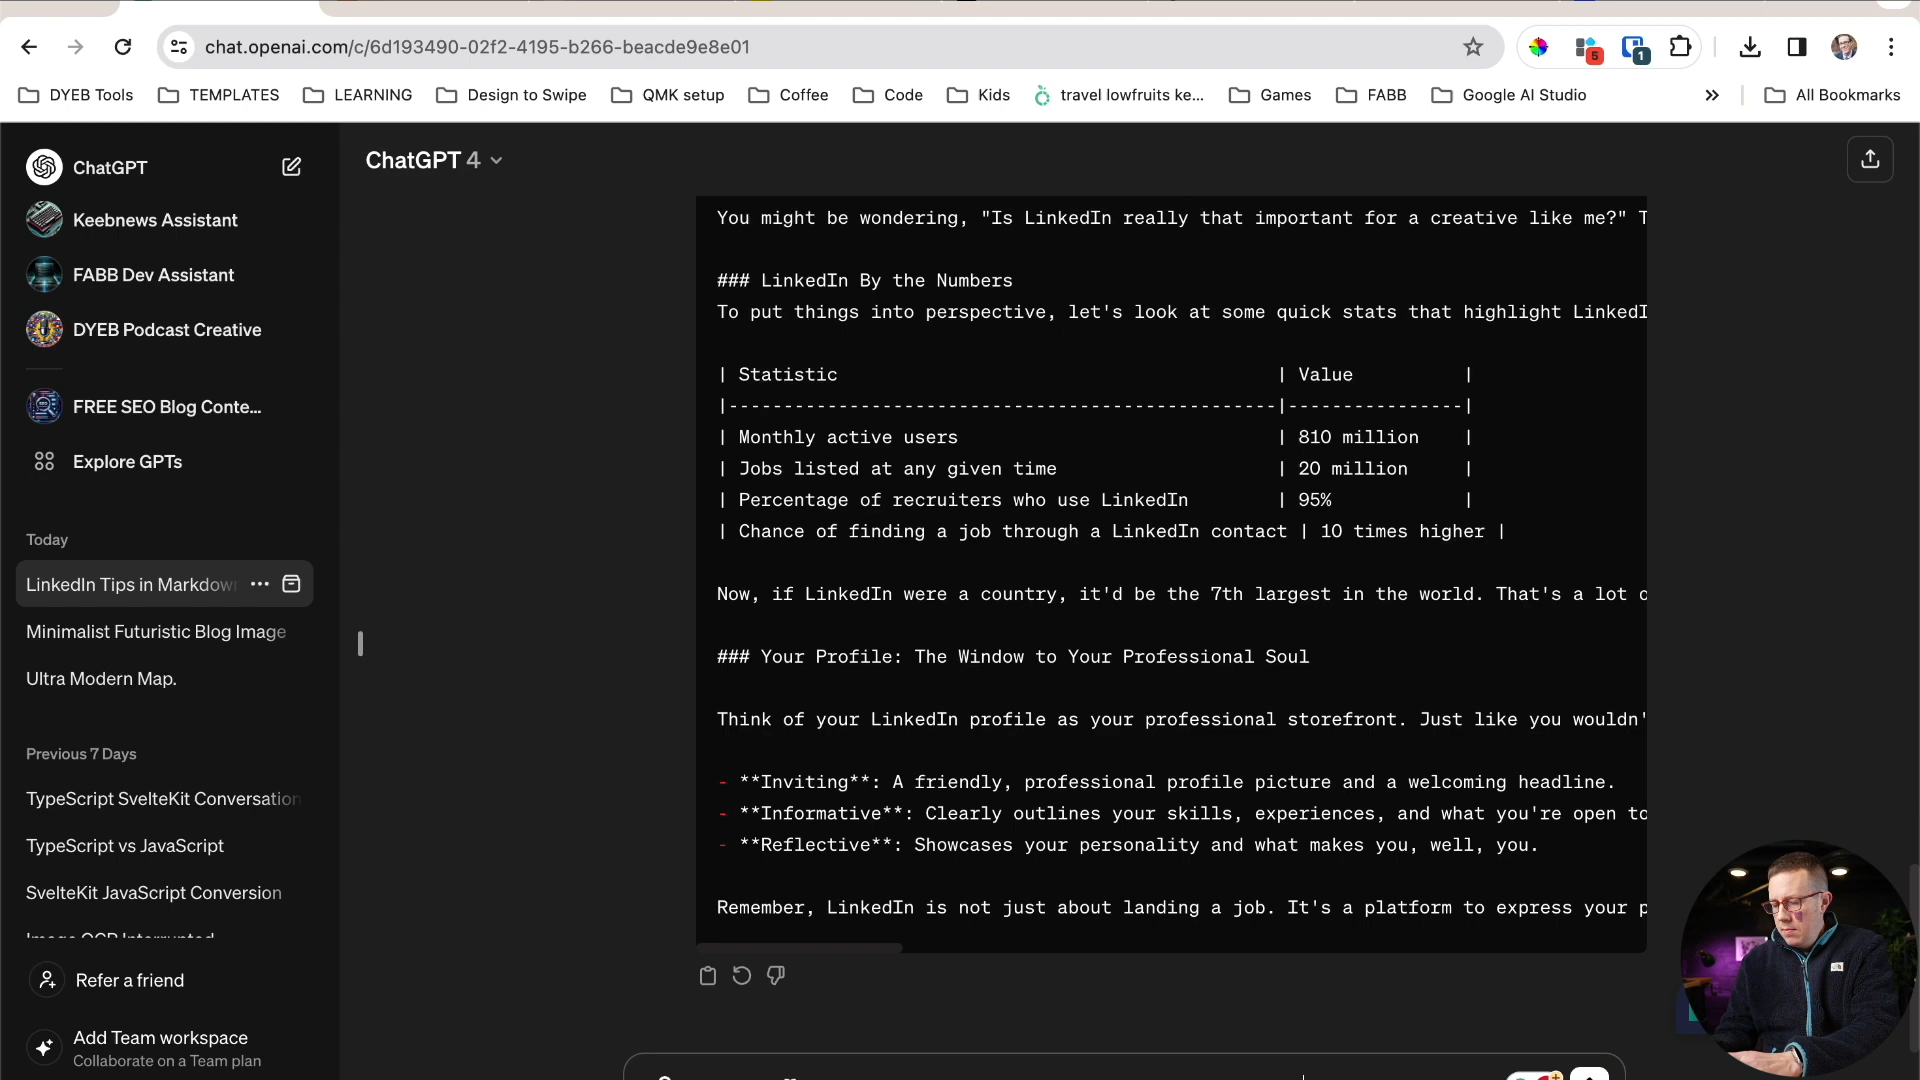 chat.openai.com/c/6d193490-02f2-4195-b266-beacde9e8e01
5
1
DYEB Tools
TEMPLATES
LEARNING
Design to Swipe
QMK setup
Coffee
Code
Kids
travel lowfruits ke...
Games
FABB
Google AI Studio
All Bookmarks
ChatGPT
Keebnews Assistant
FABB Dev Assistant
DYEB Podcast Creative
FREE SEO Blog Conte...
Explore GPTs
Today
LinkedIn Tips in Markdow
Minimalist Futuristic Blog Image
Ultra Modern Map.
Previous 7 Days
TypeScript SvelteKit Conversation
TypeScript vs JavaScript
SvelteKit JavaScript Conversion
Refer a friend
Add Team workspace
Collaborate on a Team plan
ChatGPT 4
You might be wondering, "Is LinkedIn really that important for a creative like me?" T
### LinkedIn By the Numbers
To put things into perspective, let's look at some quick stats that highlight LinkedI
| Statistic | Value |
|--------------------------------------------------|----------------|
| Monthly active users | 810 million |
| Jobs listed at any given time | 20 million |
| Percentage of recruiters who use LinkedIn | 95% |
| Chance of finding a job through a LinkedIn contact | 10 times higher |
Now, if LinkedIn were a country, it'd be the 7th largest in the world. That's a lot o
### Your Profile: The Window to Your Professional Soul
Think of your LinkedIn profile as your professional storefront. Just like you wouldn'
- **Inviting**: A friendly, professional profile picture and a welcoming headline.
- **Informative**: Clearly outlines your skills, experiences, and what you're open to
- **Reflective**: Showcases your personality and what makes you, well, you.
Remember, LinkedIn is not just about landing a job. It's a platform to express your p